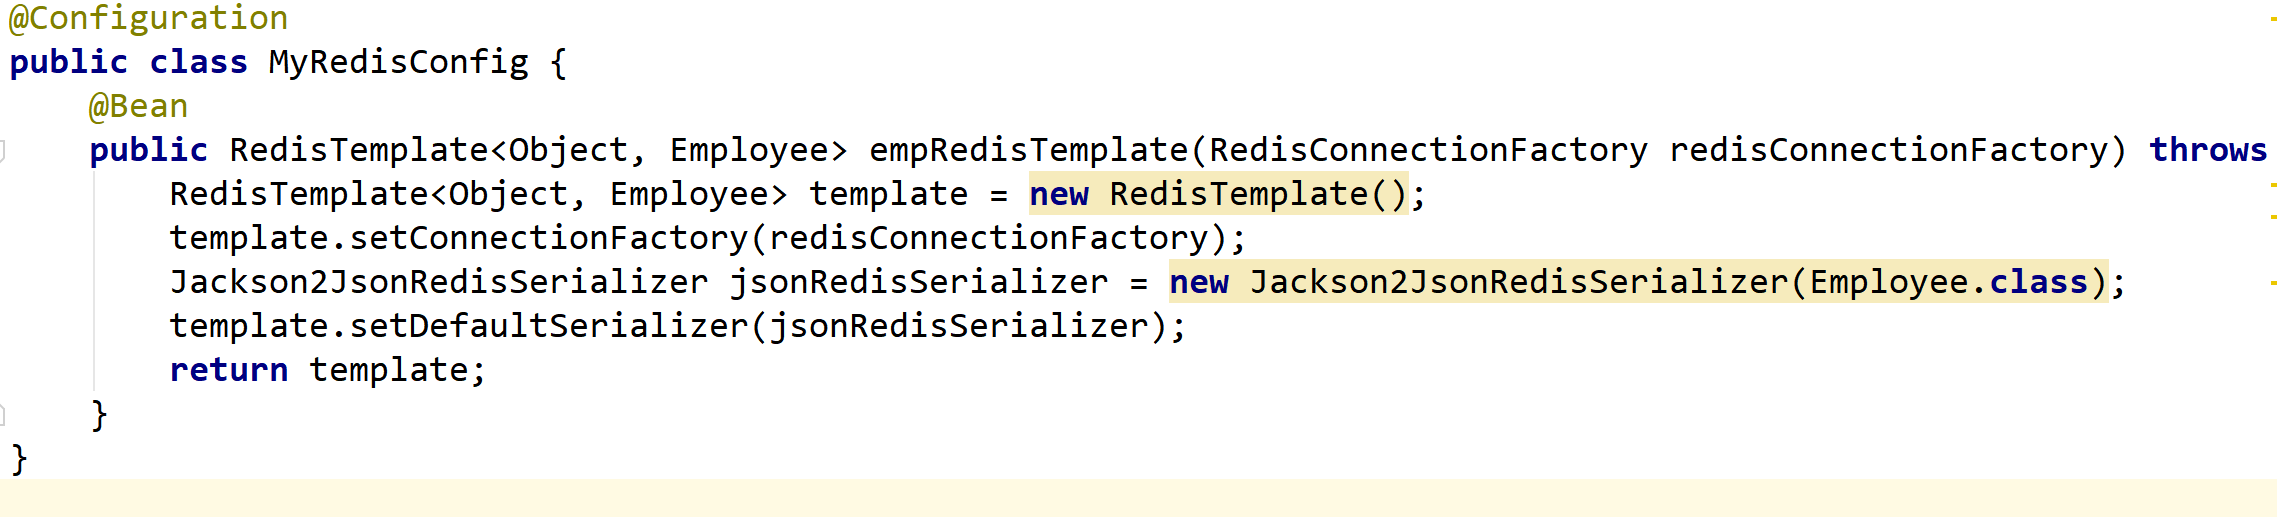 @Configuration
public class MyRedisConfig {
    @Bean
    public RedisTemplate<Object, Employee> empRedisTemplate(RedisConnectionFactory redisConnectionFactory) throws
        RedisTemplate<Object, Employee> template = new RedisTemplate();
        template.setConnectionFactory(redisConnectionFactory);
        Jackson2JsonRedisSerializer jsonRedisSerializer = new Jackson2JsonRedisSerializer(Employee.class);
        template.setDefaultSerializer(jsonRedisSerializer);
        return template;
    }
}